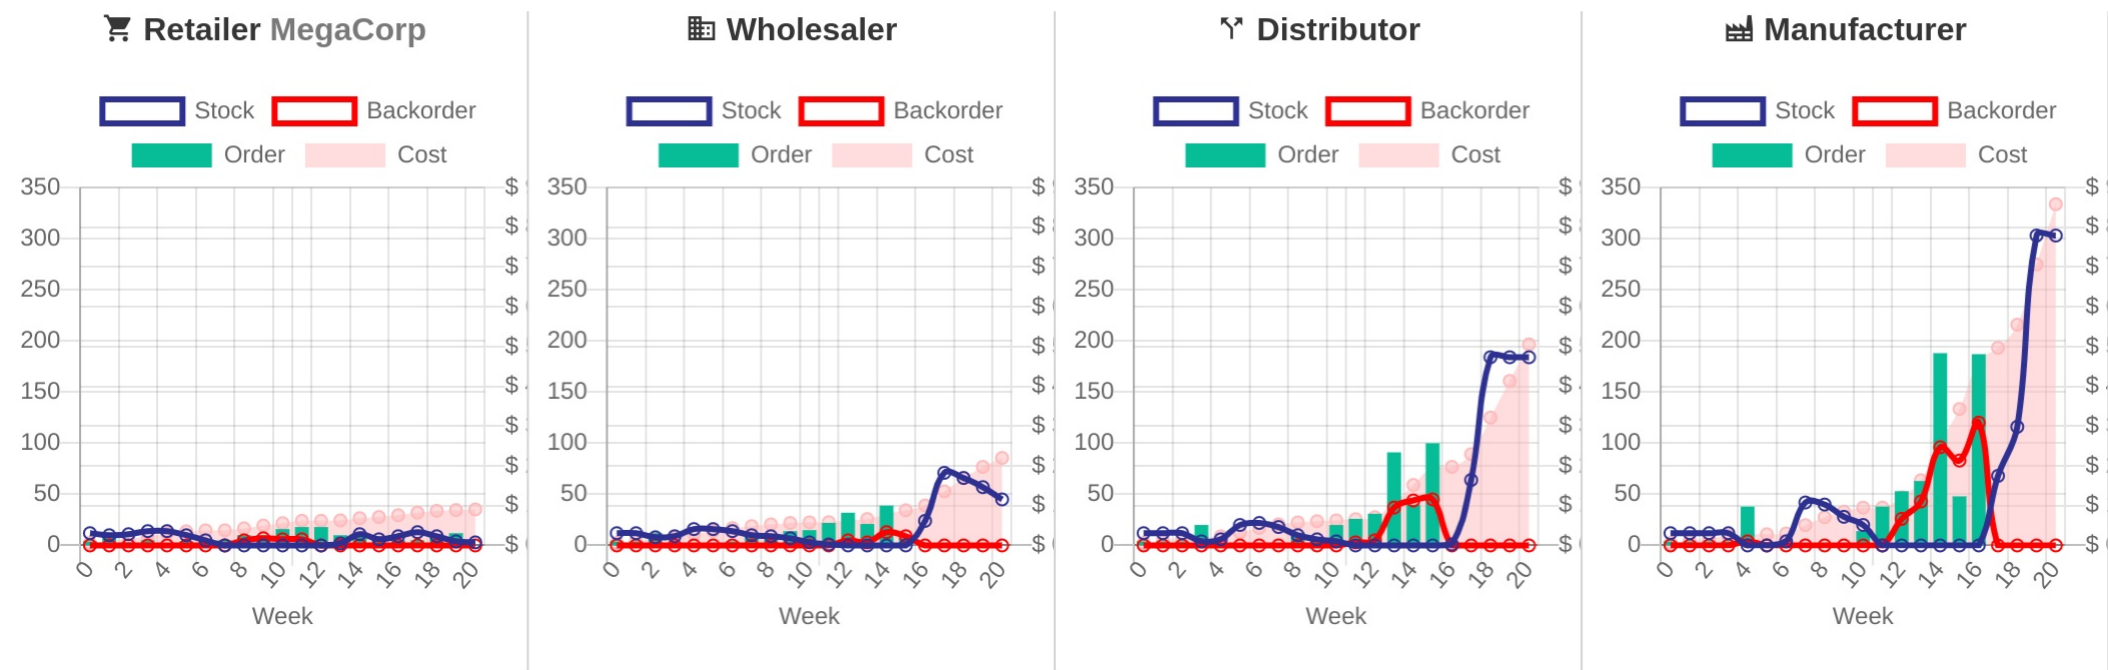 Retailer MegaCorp
Stock Backorder
Order Cost
350 $
300 $
250 $
200 $
150 $
100 $
50 $
0 $
0 2 4 6 8 10 12 14 16 18 20
Week
Wholesaler
Stock Backorder
Order Cost
350 $
300 $
250 $
200 $
150 $
100 $
50 $
0 $
0 2 4 6 8 10 12 14 16 18 20
Week
Distributor
Stock Backorder
Order Cost
350 $
300 $
250 $
200 $
150 $
100 $
50 $
0 $
0 2 4 6 8 10 12 14 16 18 20
Week
Manufacturer
Stock Backorder
Order Cost
350 $
300 $
250 $
200 $
150 $
100 $
50 $
0 $
0 2 4 6 8 10 12 14 16 18 20
Week